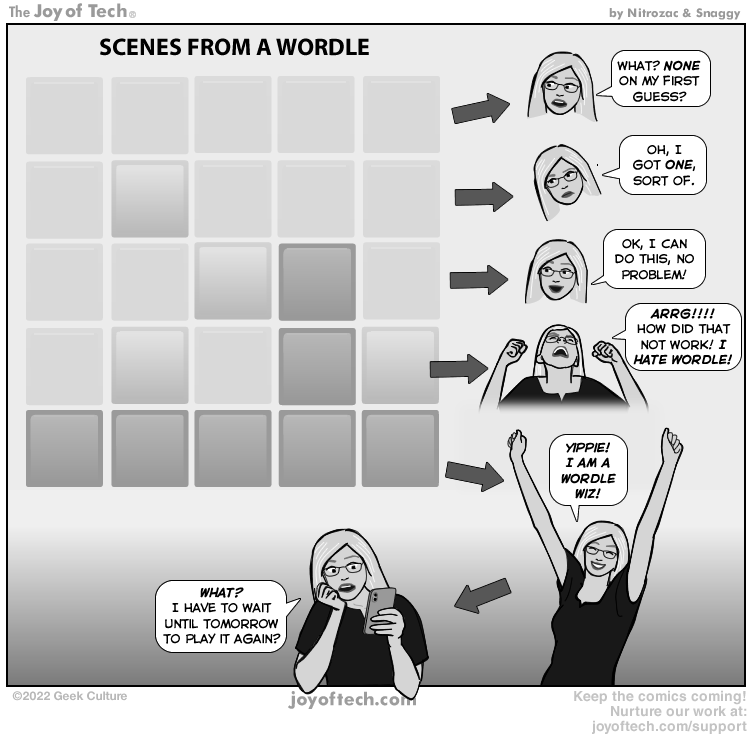 The Joy of Tech®
by Nitrozac & Snaggy
SCENES FROM A WORDLE
WHAT? NONE
ON MY FIRST
GUESS?
OH, I
GOT ONE,
SORT OF.
OK, I CAN
DO THIS, NO
PROBLEM!
ARRG!!!!
HOW DID THAT
NOT WORK! I
HATE WORDLE!
YIPPIE!
I AM A
WORDLE
WIZ!
WHAT?
I HAVE TO WAIT
UNTIL TOMORROW
TO PLAY IT AGAIN?
©2022 Geek Culture
joyoftech.com
Keep the comics coming!
Nurture our work at:
joyoftech.com/support